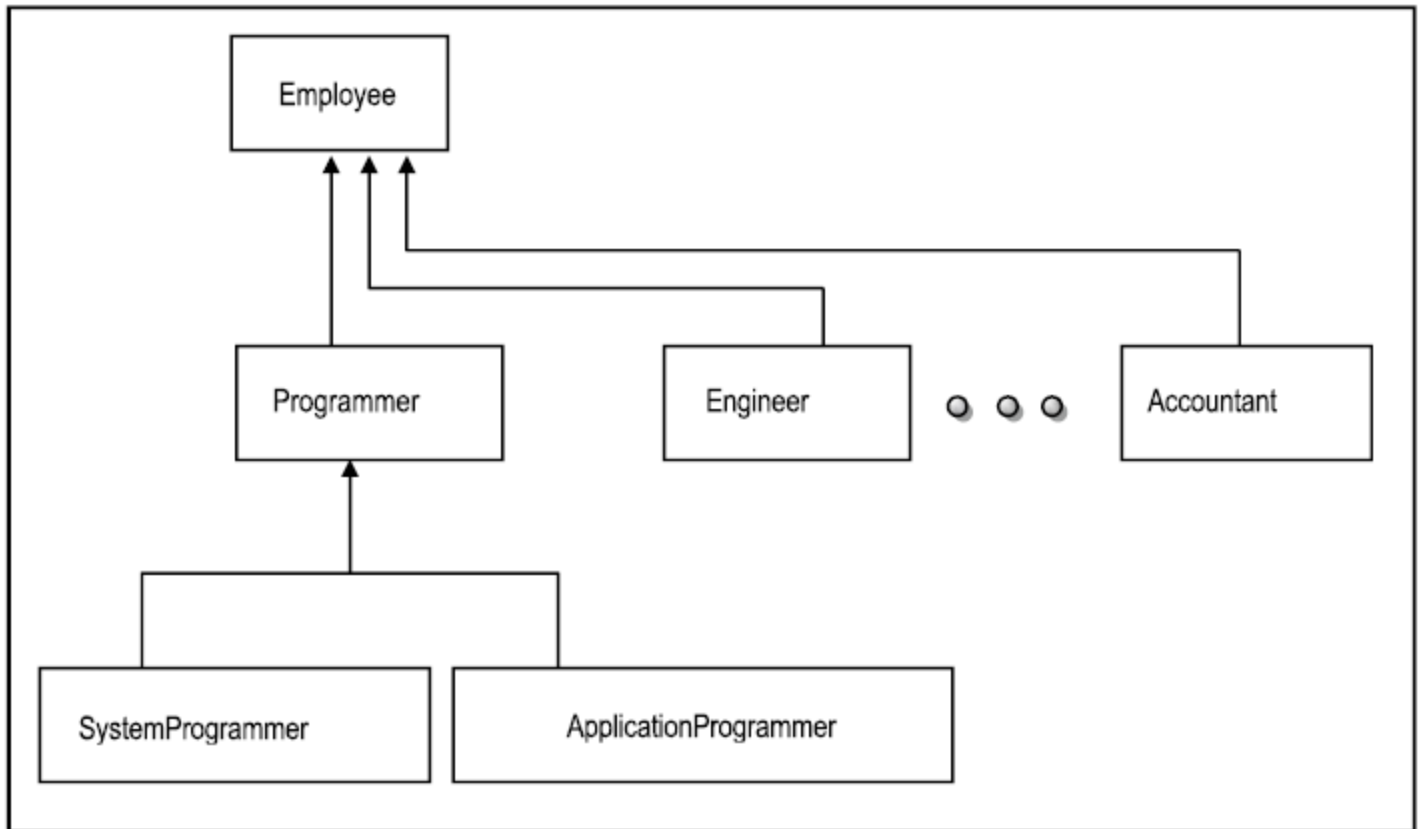 Employee
Programmer
Engineer
Accountant
SystemProgrammer
ApplicationProgrammer